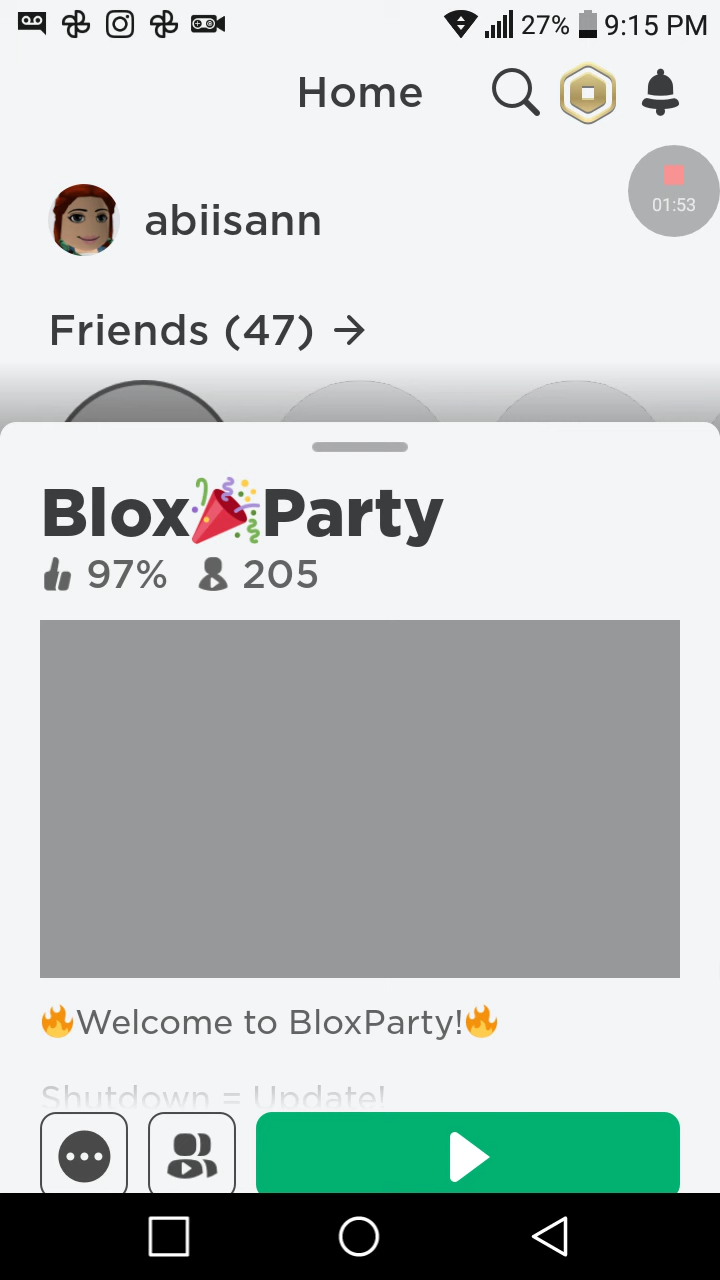 27% 9:15 PM
Home
01:53
abiisann
Friends (47) →
Blox🎉Party
97% 205
🔥Welcome to BloxParty!🔥
Shutdown = Update!